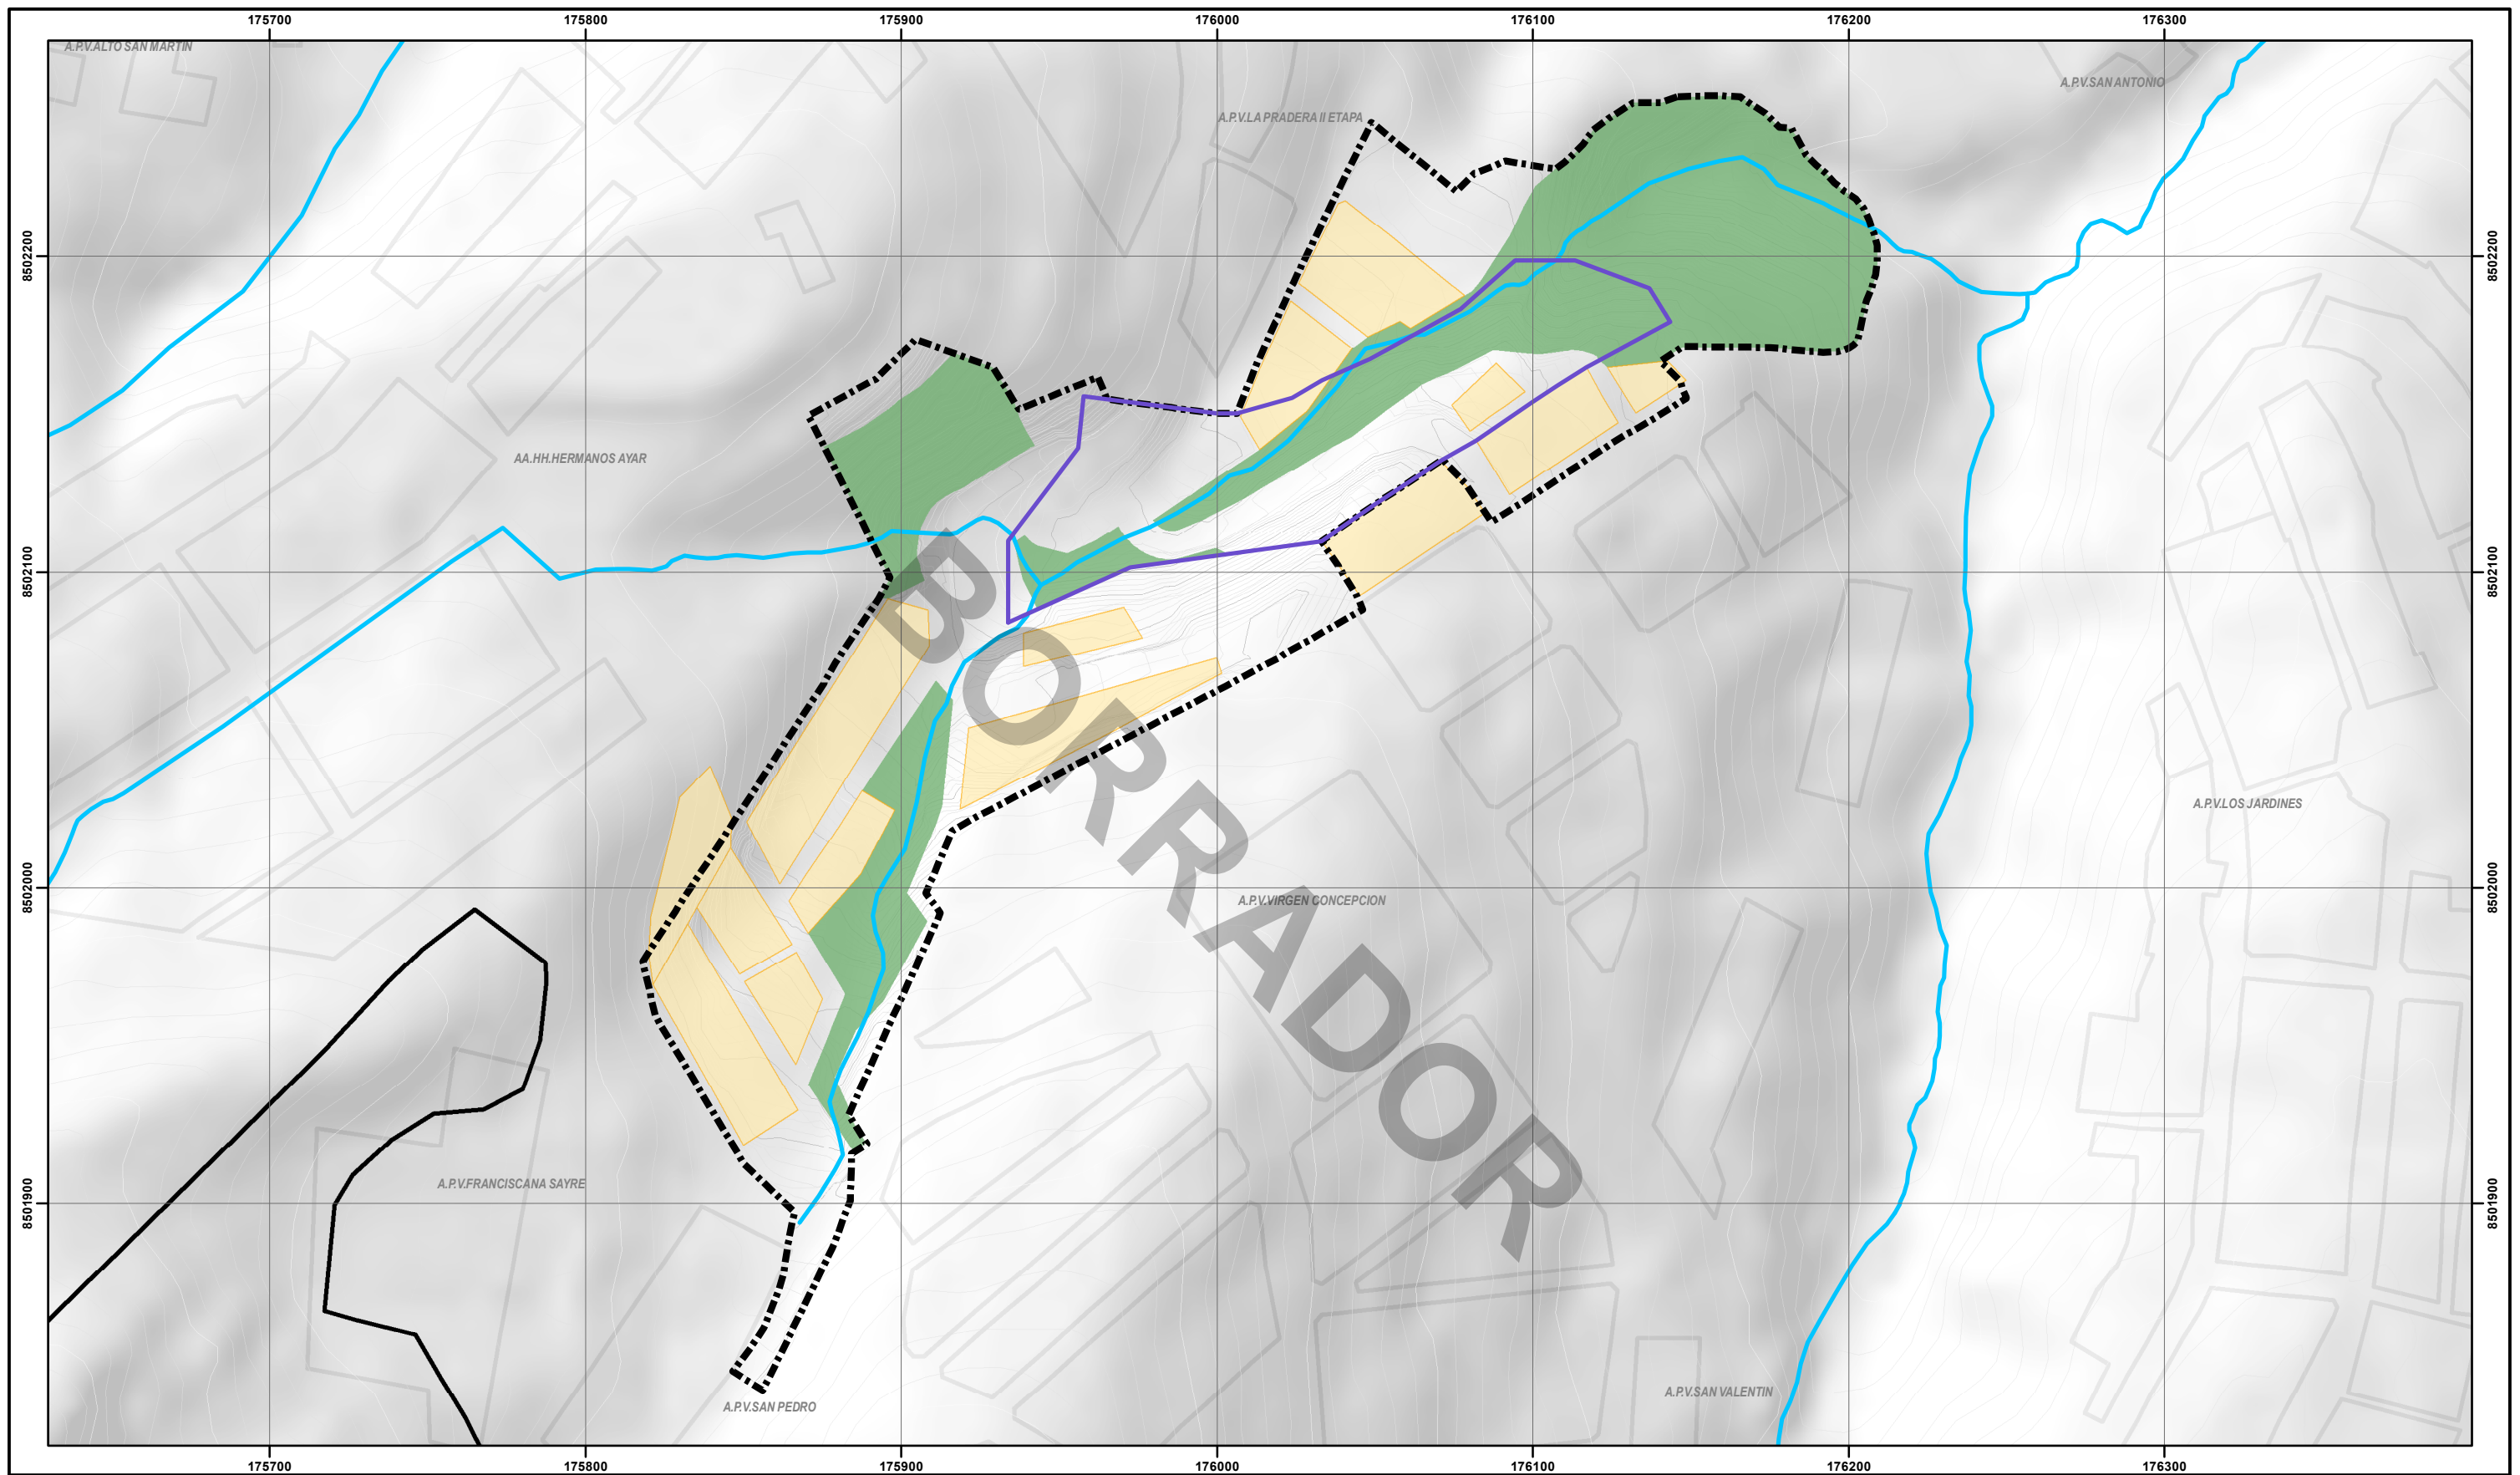 175700 175800 175900 176000 176100 176200 176300
A.P.V.ALTO SAN MARTIN
A.P.V.SAN ANTONIO
A.P.V.LA PRADERA II ETAPA
8502200 8502200
AA.HH.HERMANOS AYAR
8502100 8502100
BORRADOR
A.P.V.LOS JARDINES
8502000 8502000
A.P.V.VIRGEN CONCEPCION
A.P.V.FRANCISCANA SAYRE
8501900 8501900
A.P.V.SAN VALENTIN
A.P.V.SAN PEDRO
175700 175800 175900 176000 176100 176200 176300